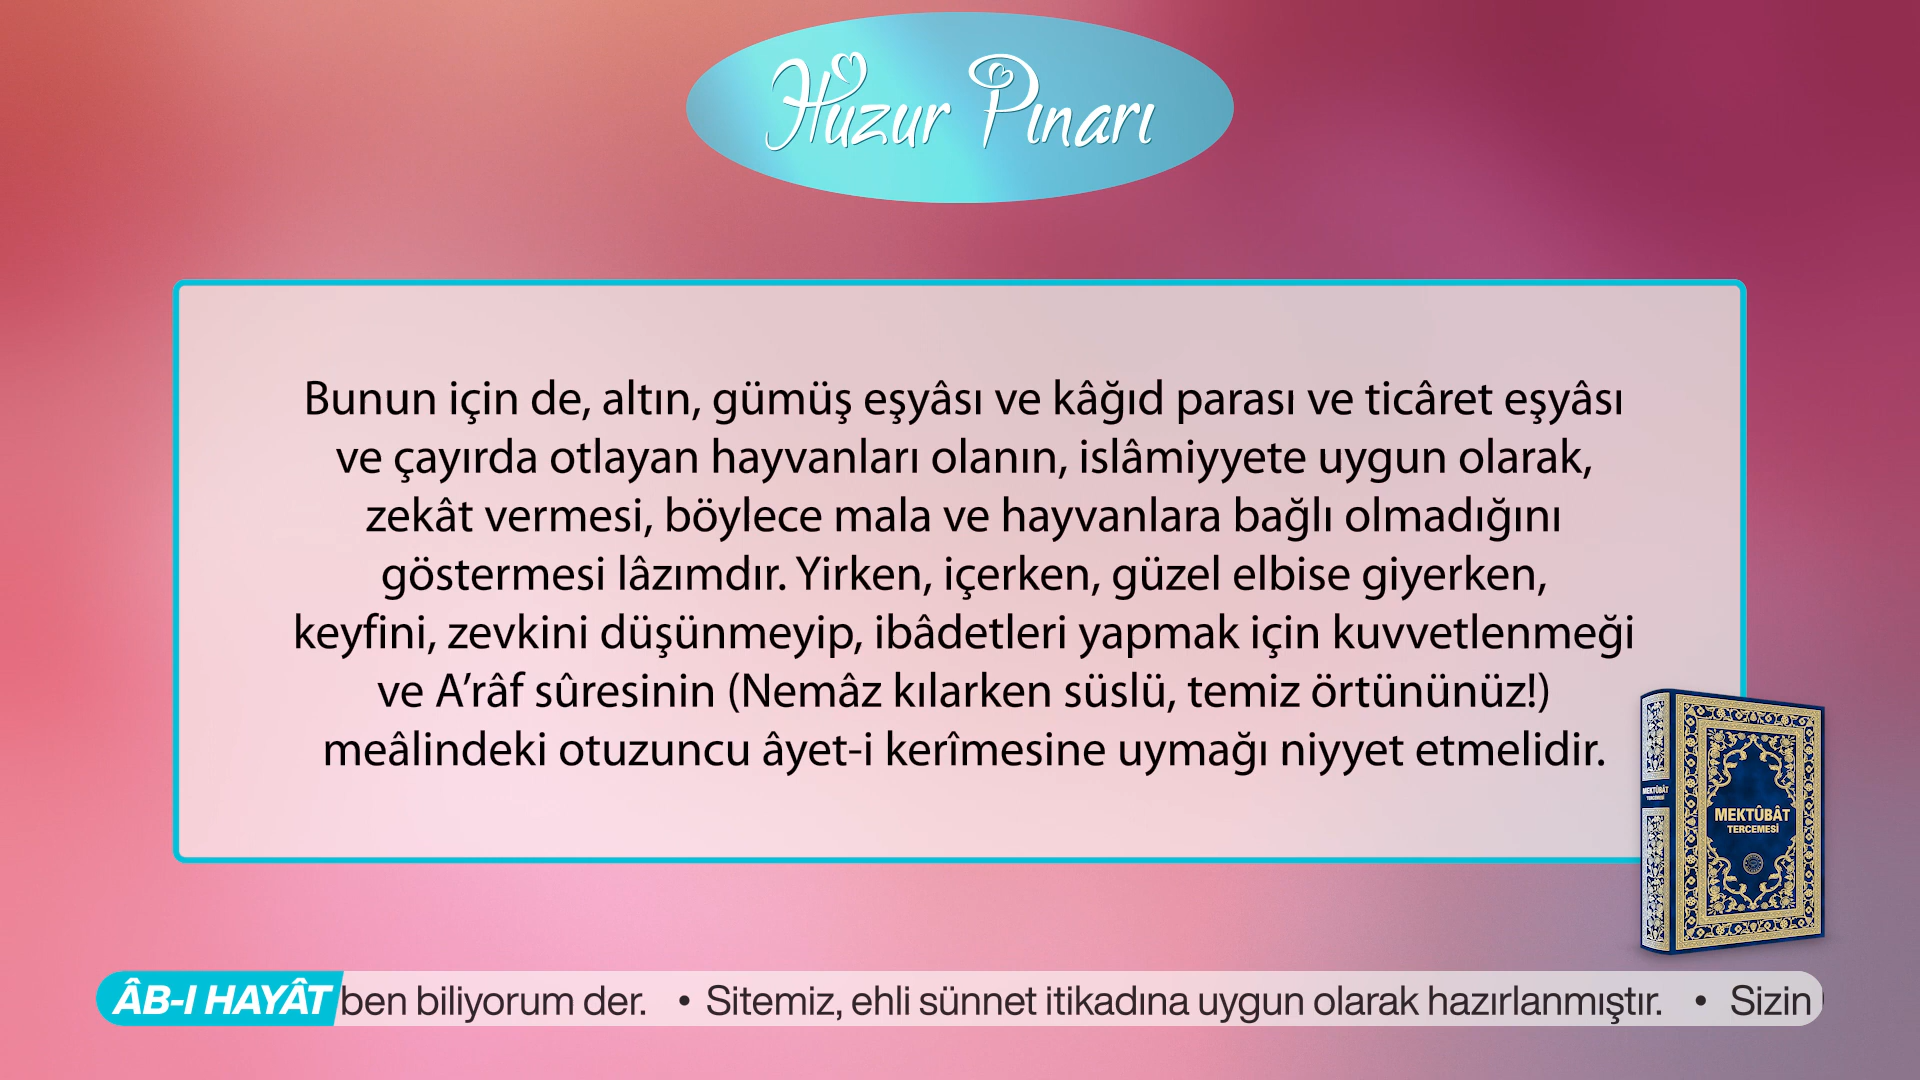 Huzur Pınarı
Bunun için de, altın, gümüş eşyâsı ve kâğıd parası ve ticâret eşyâsı
ve çayırda otlayan hayvanları olanın, islâmiyyete uygun olarak,
zekât vermesi, böylece mala ve hayvanlara bağlı olmadığını
göstermesi lâzımdır. Yirken, içerken, güzel elbise giyerken,
keyfini, zevkini düşünmeyip, ibâdetleri yapmak için kuvvetlenmeği
ve A’râf sûresinin (Nemâz kılarken süslü, temiz örtününüz!)
meâlindeki otuzuncu âyet-i kerîmesine uymağı niyyet etmelidir.
MEKTÛBÂT
TERCEMESİ
MEKTÛBÂT
TERCEMESİ
ÂB-I HAYÂT ben biliyorum der. • Sitemiz, ehli sünnet itikadına uygun olarak hazırlanmıştır. • Sizin